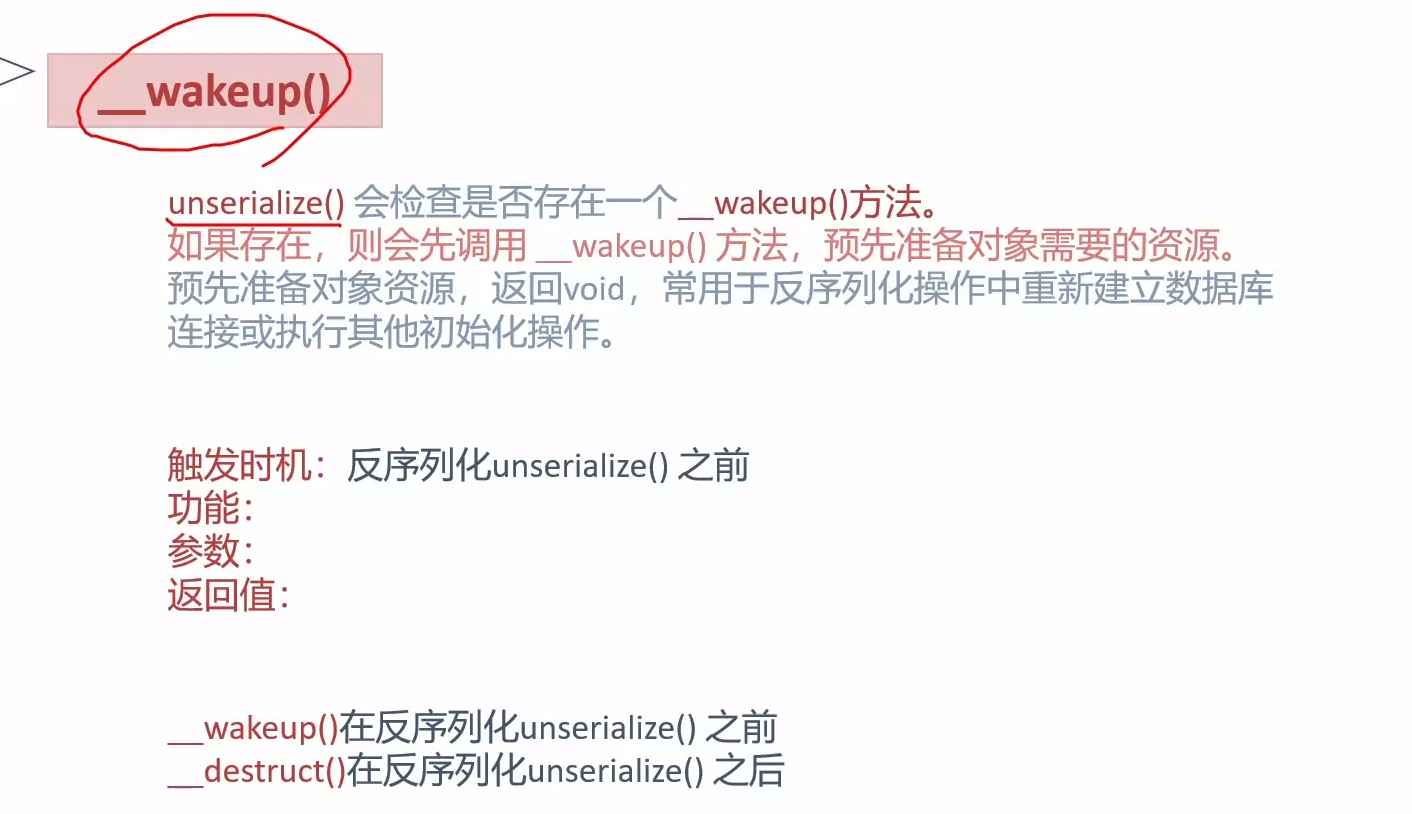 __wakeup()
unserialize() 会检查是否存在一个__wakeup()方法。
如果存在，则会先调用 __wakeup() 方法，预先准备对象需要的资源。
预先准备对象资源，返回void，常用于反序列化操作中重新建立数据库
连接或执行其他初始化操作。
触发时机：反序列化unserialize() 之前
功能：
参数：
返回值：
__wakeup()在反序列化unserialize() 之前
__destruct()在反序列化unserialize() 之后